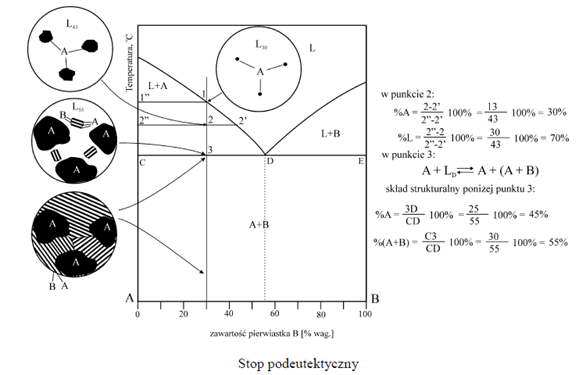 L₄₃
A
Temperatura, °C
L₃₀
A
L
L+A
1"
1
2"
2
2'
L+B
L₅₅
B
A
A
A
A
3
C
D
E
w punkcie 2:
%A = 2-2' / 2"-2' 100% = 13 / 43 100% = 30%
%L = 2"-2 / 2"-2' 100% = 30 / 43 100% = 70%
w punkcie 3:
A + L_D ⇄ A + (A + B)
skład strukturalny poniżej punktu 3:
%A = 3D / CD 100% = 25 / 55 100% = 45%
%(A+B) = C3 / CD 100% = 30 / 55 100% = 55%
A
A
A
B A
A+B
A
B
0 20 40 60 80 100
30
zawartość pierwiastka B [% wag.]
Stop podeutektyczny